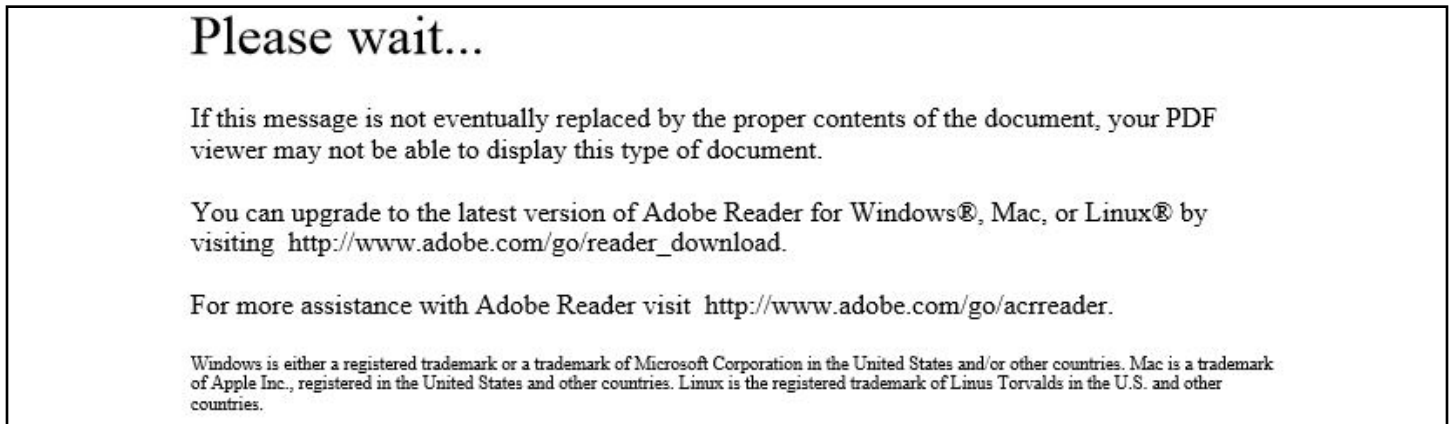 Please wait...
If this message is not eventually replaced by the proper contents of the document, your PDF
viewer may not be able to display this type of document.
You can upgrade to the latest version of Adobe Reader for Windows®, Mac, or Linux® by
visiting  http://www.adobe.com/go/reader_download.
For more assistance with Adobe Reader visit  http://www.adobe.com/go/acrreader.
Windows is either a registered trademark or a trademark of Microsoft Corporation in the United States and/or other countries. Mac is a trademark
of Apple Inc., registered in the United States and other countries. Linux is the registered trademark of Linus Torvalds in the U.S. and other
countries.